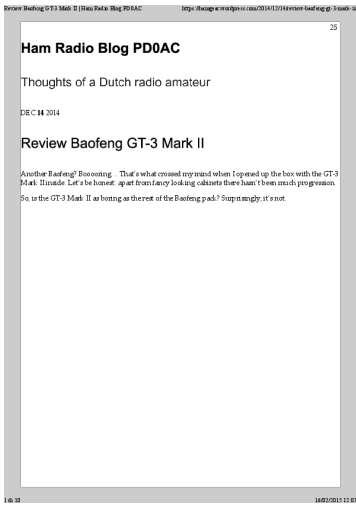 Review Baofeng GT-3 Mark II | Ham Radio Blog PD0AC
https://hamgear.wordpress.com/2014/12/14/review-baofeng-gt-3-mark-ii/
25
Ham Radio Blog PD0AC
Thoughts of a Dutch radio amateur
DEC 14 2014
Review Baofeng GT-3 Mark II
Another Baofeng? Booooring… That's what crossed my mind when I opened up the box with the GT-3
Mark II inside. Let's be honest: apart from fancy looking cabinets there hasn't been much progression.
So, is the GT-3 Mark II as boring as the rest of the Baofeng pack? Surprisingly, it's not.
1 di 10
16/02/2015 12:07